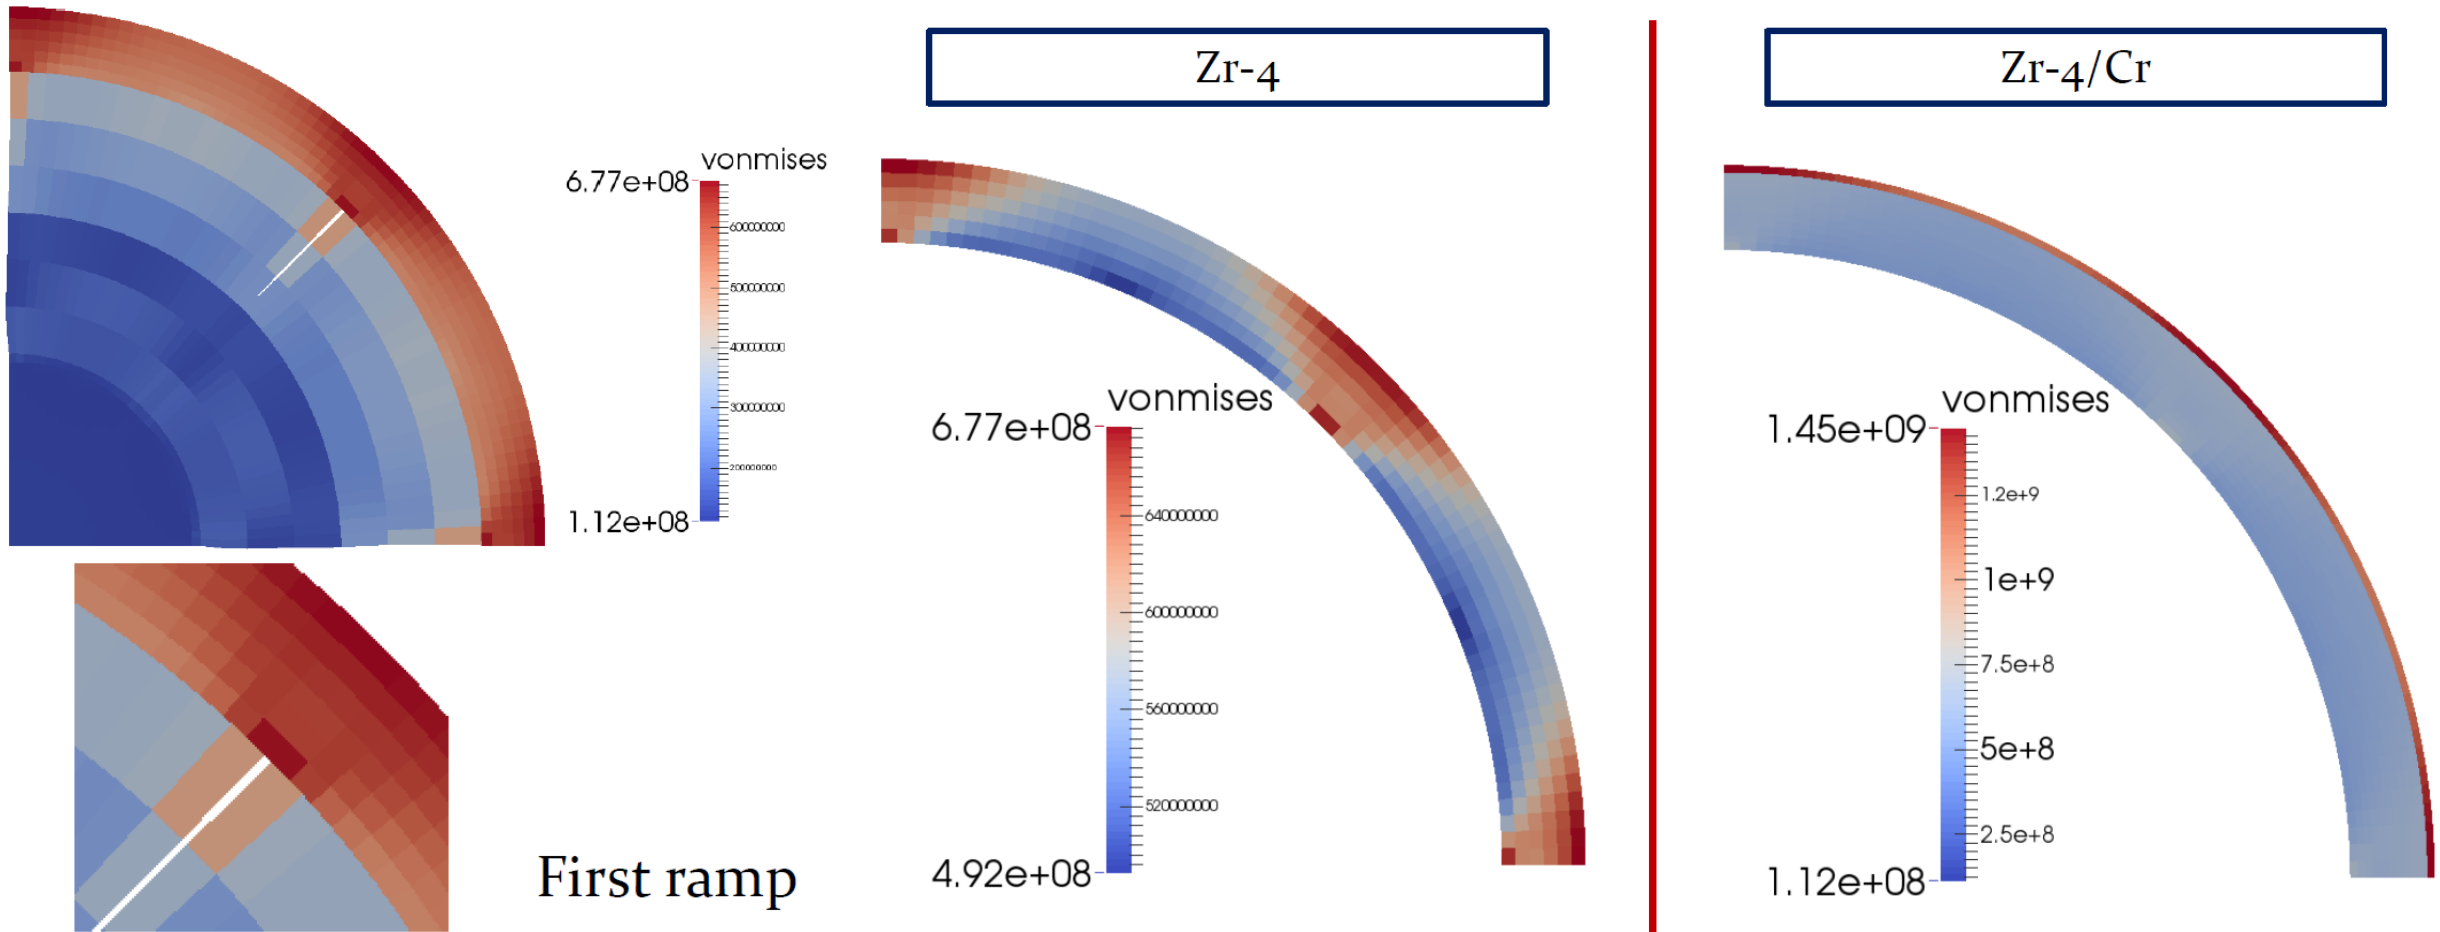 Zr-4
Zr-4/Cr
vonmises
6.77e+08
600000000
500000000
400000000
300000000
200000000
1.12e+08
vonmises
6.77e+08
640000000
600000000
560000000
520000000
4.92e+08
vonmises
1.45e+09
1.2e+9
1e+9
7.5e+8
5e+8
2.5e+8
1.12e+08
First ramp